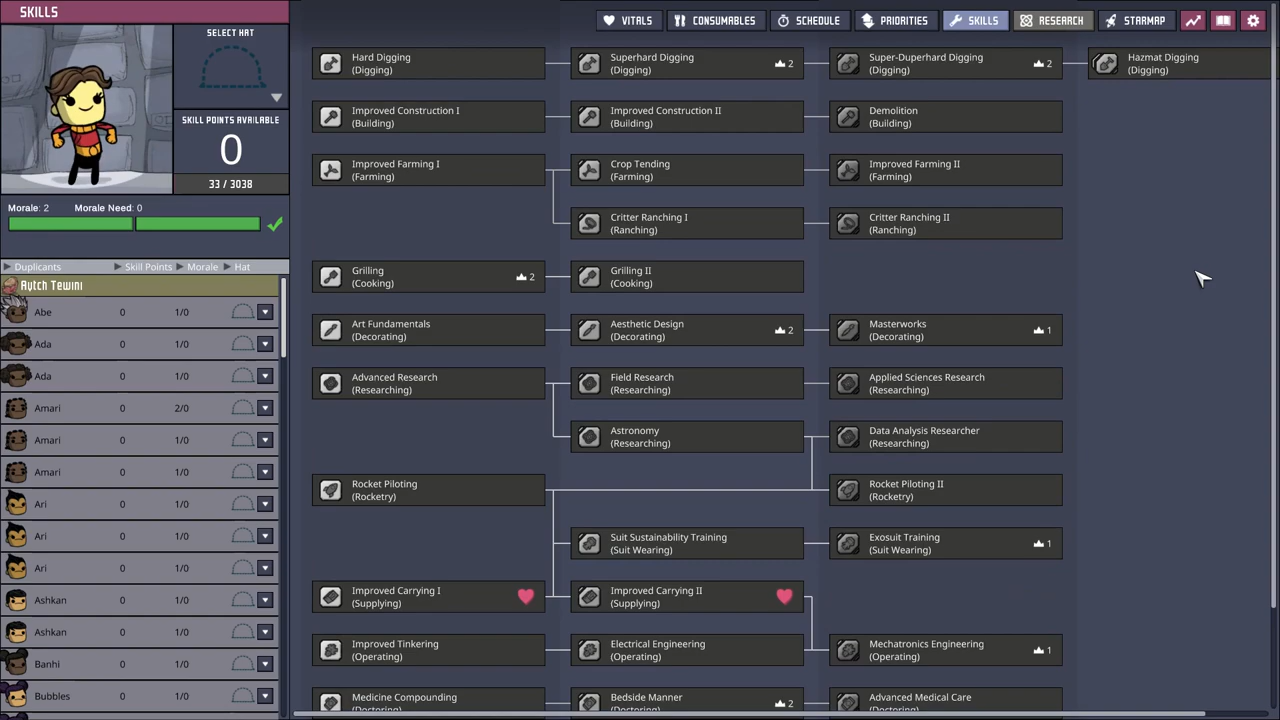 SKILLS
VITALS
CONSUMABLES
SCHEDULE
PRIORITIES
SKILLS
RESEARCH
STARMAP
SELECT HAT
SKILL POINTS AVAILABLE
0
33 / 3038
Morale: 2
Morale Need: 0
Duplicants
Skill Points
Morale
Hat
Aytch Tewini
Abe 0 1/0
Ada 0 1/0
Ada 0 1/0
Amari 0 2/0
Amari 0 1/0
Amari 0 1/0
Ari 0 1/0
Ari 0 1/0
Ari 0 1/0
Ashkan 0 1/0
Ashkan 0 1/0
Banhi 0 1/0
Bubbles 0 1/0
Hard Digging
(Digging)
Superhard Digging
(Digging)
2
Super-Duperhard Digging
(Digging)
2
Hazmat Digging
(Digging)
Improved Construction I
(Building)
Improved Construction II
(Building)
Demolition
(Building)
Improved Farming I
(Farming)
Crop Tending
(Farming)
Improved Farming II
(Farming)
Critter Ranching I
(Ranching)
Critter Ranching II
(Ranching)
Grilling
(Cooking)
2
Grilling II
(Cooking)
Art Fundamentals
(Decorating)
Aesthetic Design
(Decorating)
2
Masterworks
(Decorating)
1
Advanced Research
(Researching)
Field Research
(Researching)
Applied Sciences Research
(Researching)
Astronomy
(Researching)
Data Analysis Researcher
(Researching)
Rocket Piloting
(Rocketry)
Rocket Piloting II
(Rocketry)
Suit Sustainability Training
(Suit Wearing)
Exosuit Training
(Suit Wearing)
1
Improved Carrying I
(Supplying)
Improved Carrying II
(Supplying)
Improved Tinkering
(Operating)
Electrical Engineering
(Operating)
Mechatronics Engineering
(Operating)
1
Medicine Compounding
(Doctoring)
Bedside Manner
(Doctoring)
2
Advanced Medical Care
(Doctoring)